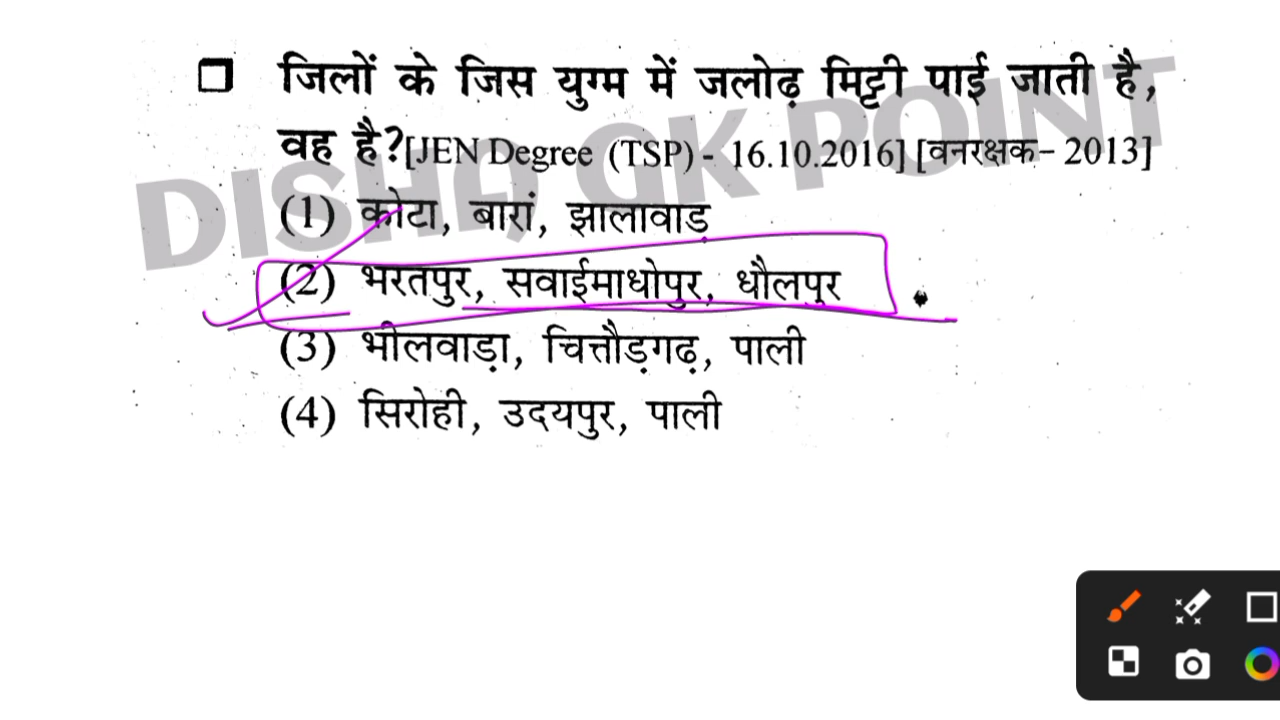 ❑ जिलों के जिस युग्म में जलोढ़ मिट्टी पाई जाती है,
वह है?[JEN Degree (TSP)- 16.10.2016] [वनरक्षक– 2013]
DISHA GK POINT
(1) कोटा, बारां, झालावाड़
(2) भरतपुर, सवाईमाधोपुर, धौलपुर
(3) भीलवाड़ा, चित्तौड़गढ़, पाली
(4) सिरोही, उदयपुर, पाली